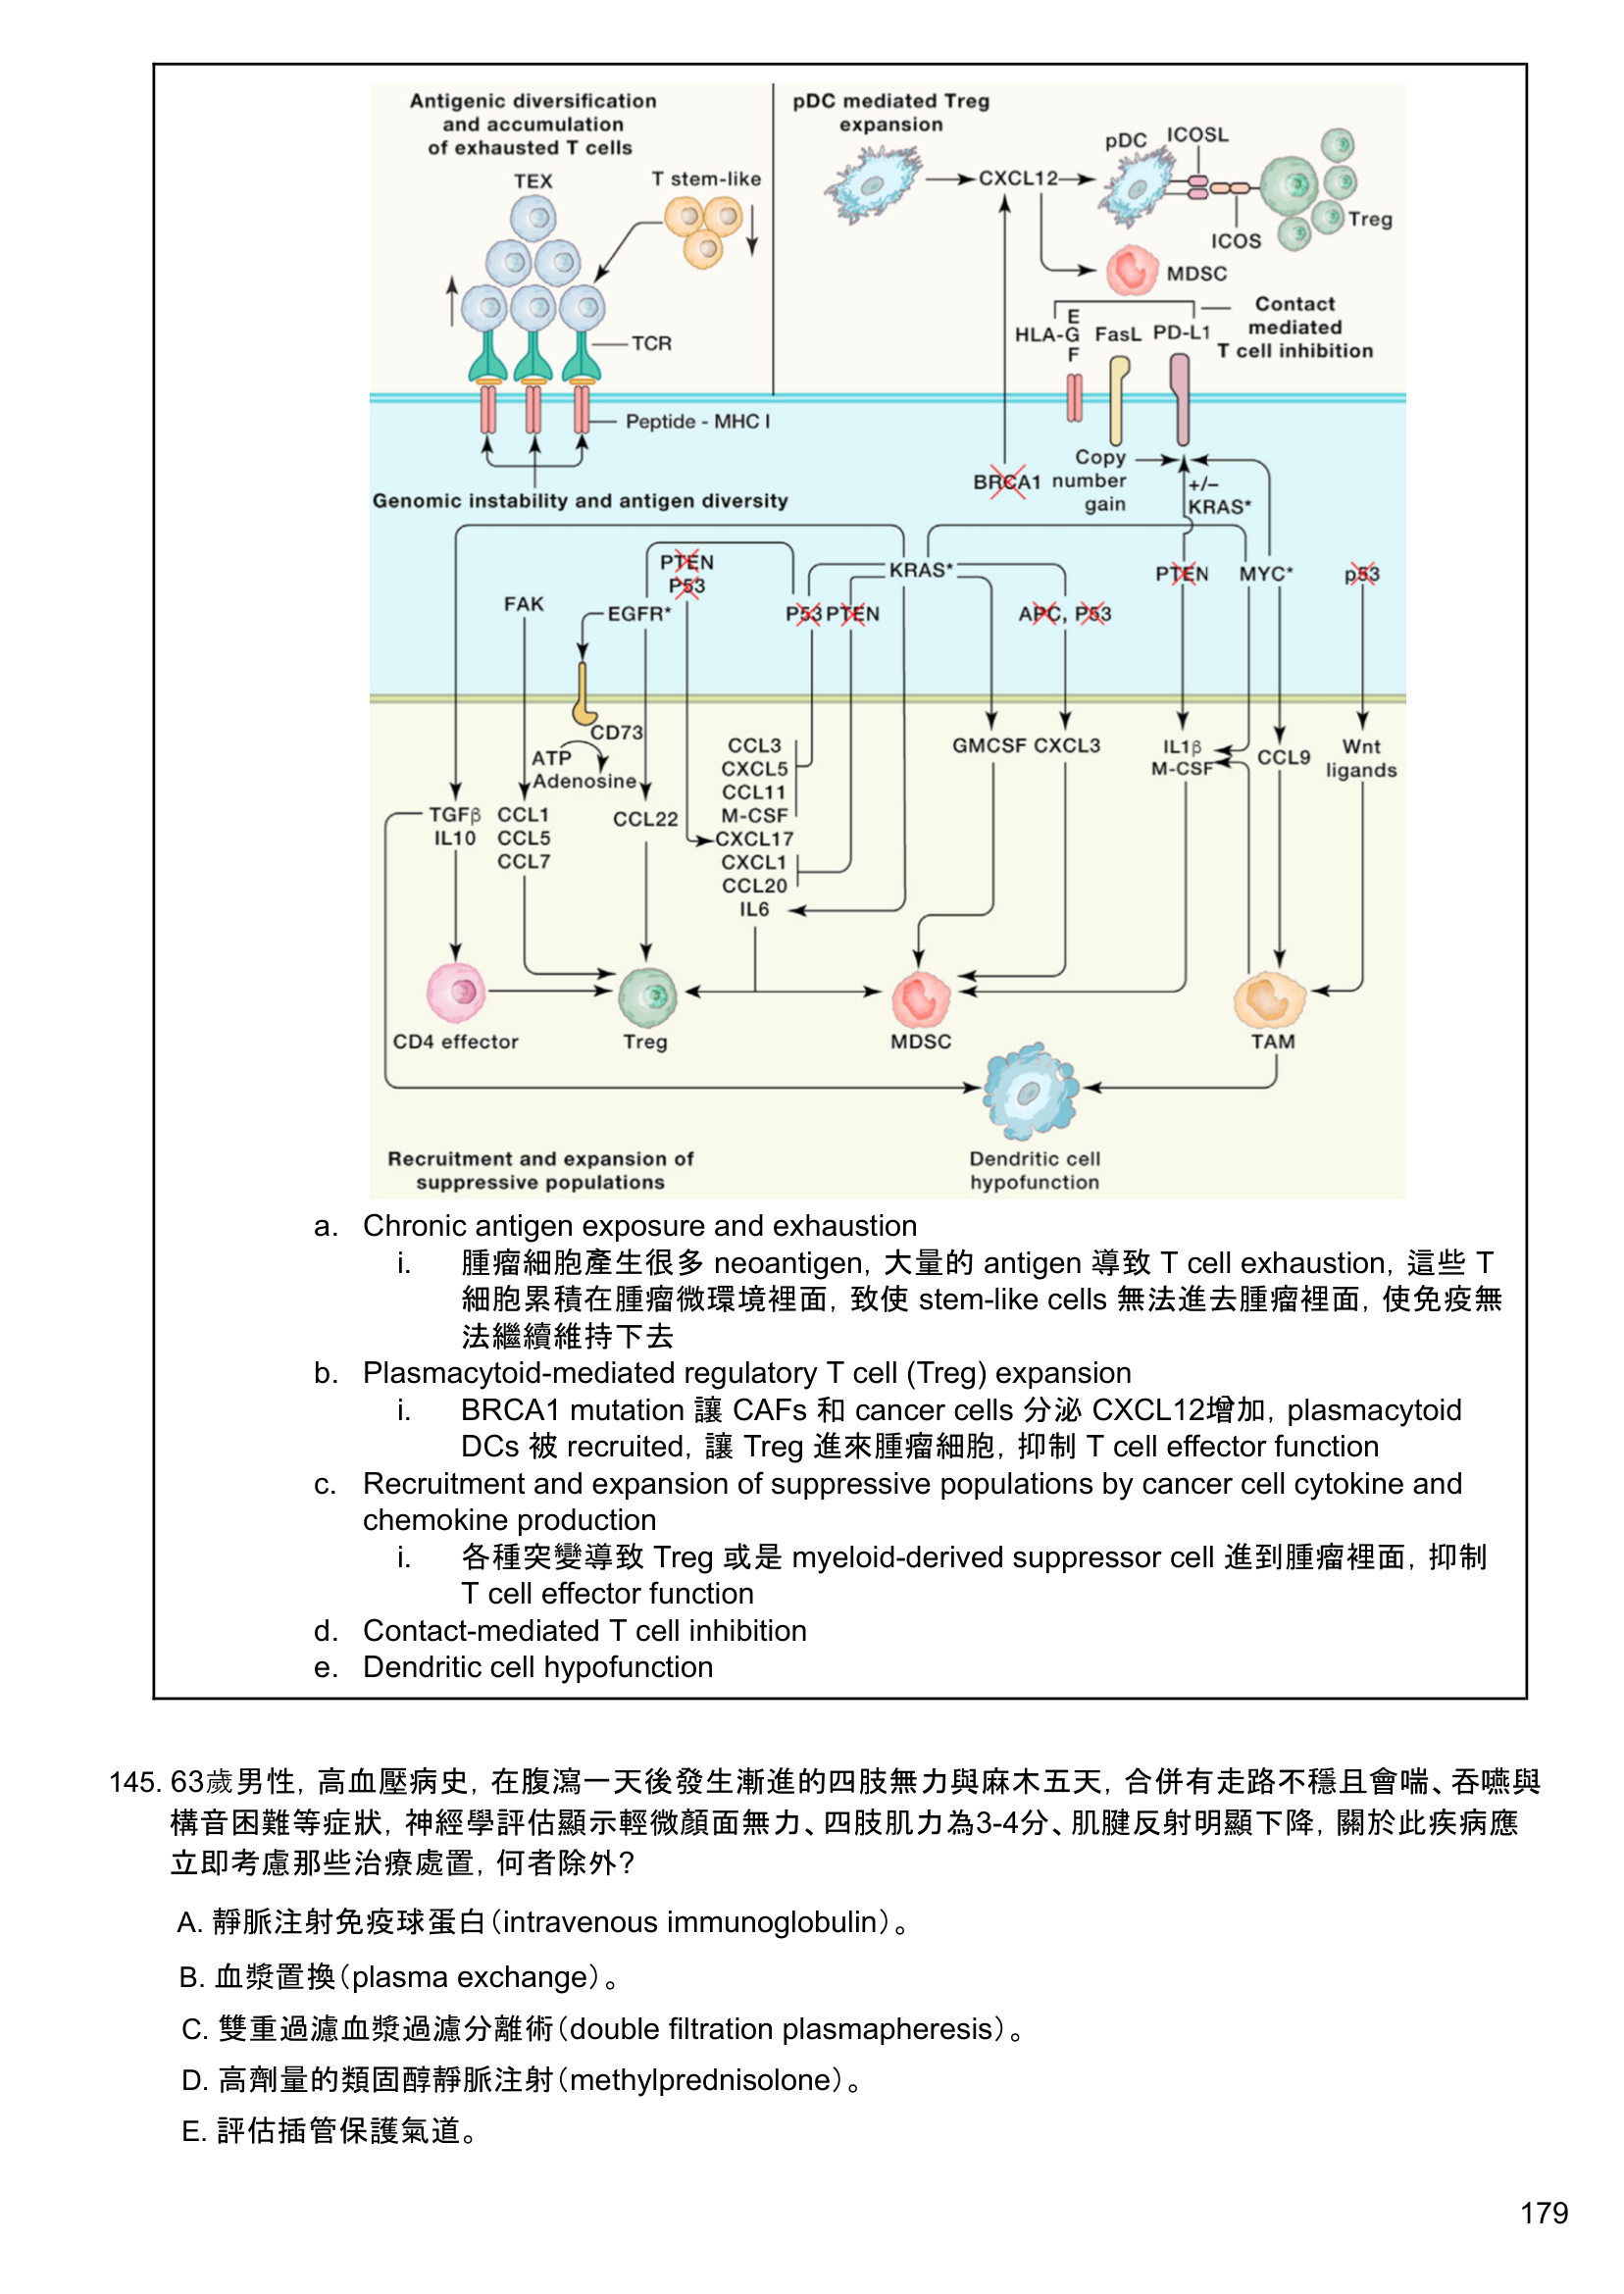 Antigenic diversification
and accumulation
of exhausted T cells
TEX
T stem-like
TCR
Peptide - MHC I
Genomic instability and antigen diversity
pDC mediated Treg
expansion
CXCL12
pDC
ICOSL
Treg
ICOS
MDSC
Contact
mediated
T cell inhibition
E
HLA-G
F
FasL
PD-L1
BRCA1
Copy
number
gain
+/–
KRAS*
PTEN
P53
FAK
EGFR*
P53
PTEN
KRAS*
APC, P53
PTEN
MYC*
p53
CD73
ATP
Adenosine
TGFβ
IL10
CCL1
CCL5
CCL7
CCL22
CCL3
CXCL5
CCL11
M-CSF
CXCL17
CXCL1
CCL20
IL6
GMCSF
CXCL3
IL1β
M-CSF
CCL9
Wnt
ligands
CD4 effector
Treg
MDSC
TAM
Recruitment and expansion of
suppressive populations
Dendritic cell
hypofunction
a. Chronic antigen exposure and exhaustion
i. 腫瘤細胞產生很多 neoantigen，大量的 antigen 導致 T cell exhaustion，這些 T
細胞累積在腫瘤微環境裡面，致使 stem-like cells 無法進去腫瘤裡面，使免疫無
法繼續維持下去
b. Plasmacytoid-mediated regulatory T cell (Treg) expansion
i. BRCA1 mutation 讓 CAFs 和 cancer cells 分泌 CXCL12增加，plasmacytoid
DCs 被 recruited，讓 Treg 進來腫瘤細胞，抑制 T cell effector function
c. Recruitment and expansion of suppressive populations by cancer cell cytokine and
chemokine production
i. 各種突變導致 Treg 或是 myeloid-derived suppressor cell 進到腫瘤裡面，抑制
T cell effector function
d. Contact-mediated T cell inhibition
e. Dendritic cell hypofunction
145. 63歲男性，高血壓病史，在腹瀉一天後發生漸進的四肢無力與麻木五天，合併有走路不穩且會喘、吞嚥與
構音困難等症狀，神經學評估顯示輕微顏面無力、四肢肌力為3-4分、肌腱反射明顯下降，關於此疾病應
立即考慮那些治療處置，何者除外？
A. 靜脈注射免疫球蛋白（intravenous immunoglobulin）。
B. 血漿置換（plasma exchange）。
C. 雙重過濾血漿過濾分離術（double filtration plasmapheresis）。
D. 高劑量的類固醇靜脈注射（methylprednisolone）。
E. 評估插管保護氣道。
179